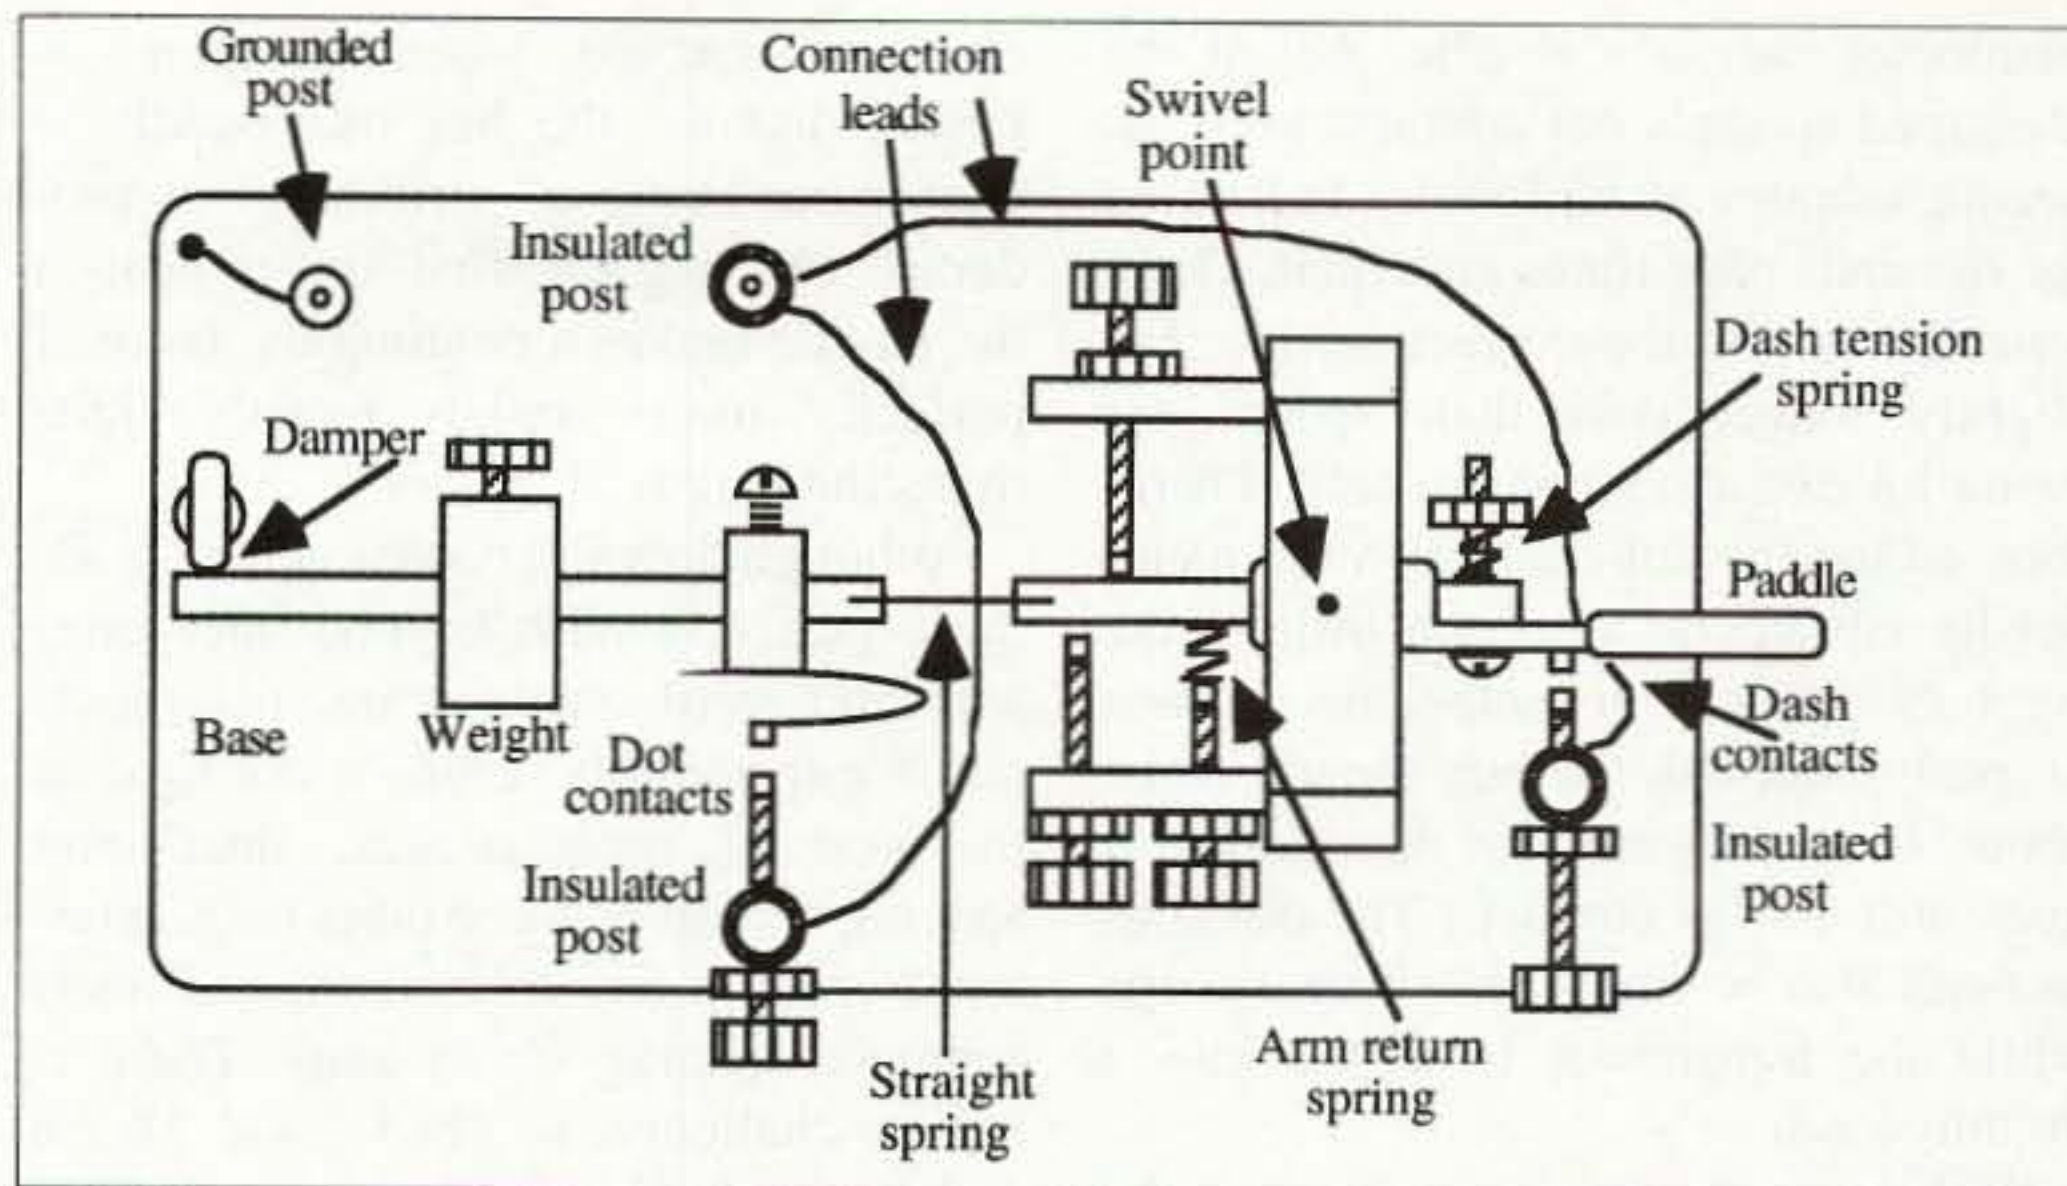 Grounded
post
Connection
leads
Swivel
point
Insulated
post
Dash tension
spring
Damper
Paddle
Base
Weight
Dot
contacts
Dash
contacts
Insulated
post
Insulated
post
Straight
spring
Arm return
spring